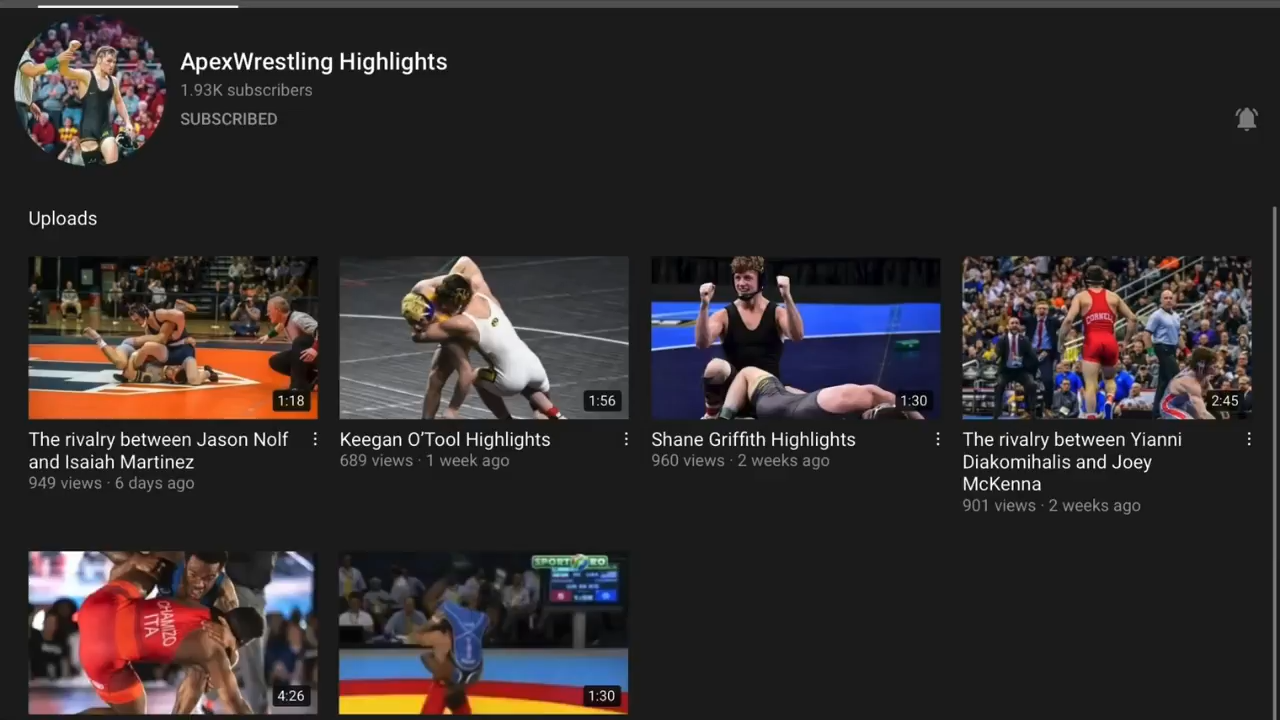 ApexWrestling Highlights
1.93K subscribers
SUBSCRIBED
Uploads
1:18
1:56
1:30
CORNELL
2:45
The rivalry between Jason Nolf
and Isaiah Martinez
949 views · 6 days ago
Keegan O'Tool Highlights
689 views · 1 week ago
Shane Griffith Highlights
960 views · 2 weeks ago
The rivalry between Yianni
Diakomihalis and Joey
McKenna
901 views · 2 weeks ago
CHAMIZO
ITA
4:26
SPORT RO
1:30